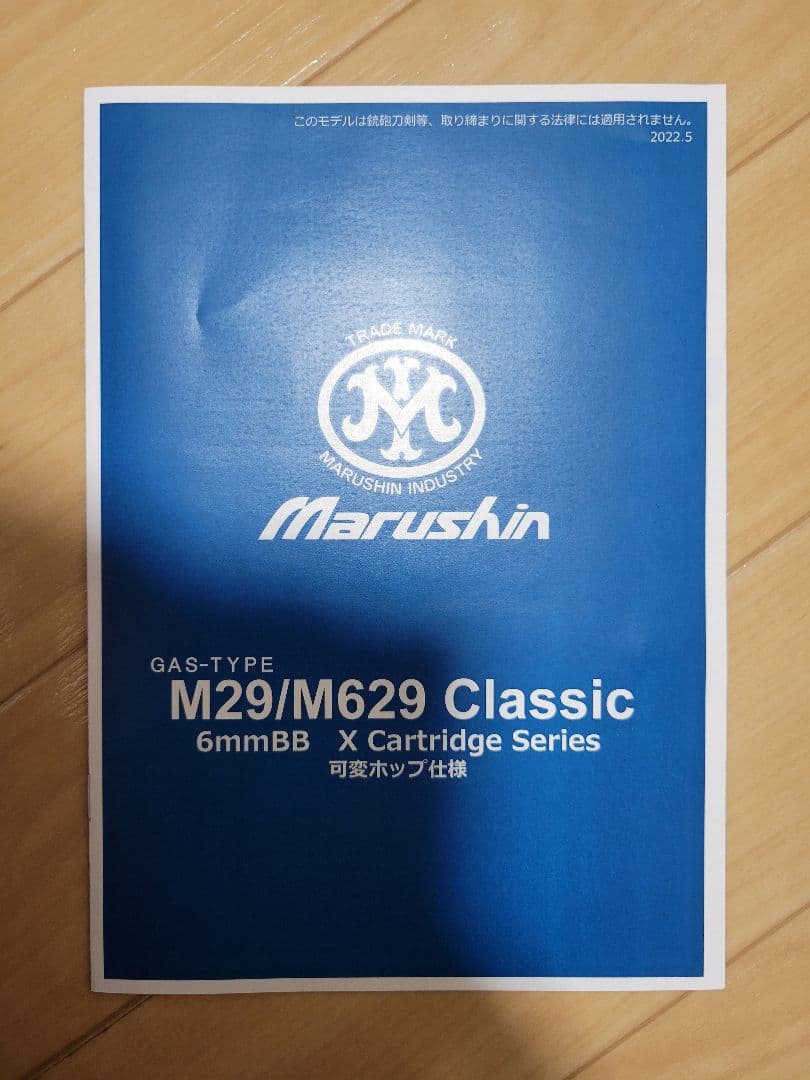 このモデルは銃砲刀剣等、取り締まりに関する法律には適用されません。
2022.5
TRADE MARK
M
MARUSHIN INDUSTRY
Marushin
GAS-TYPE
M29/M629 Classic
6mmBB X Cartridge Series
可変ホップ仕様